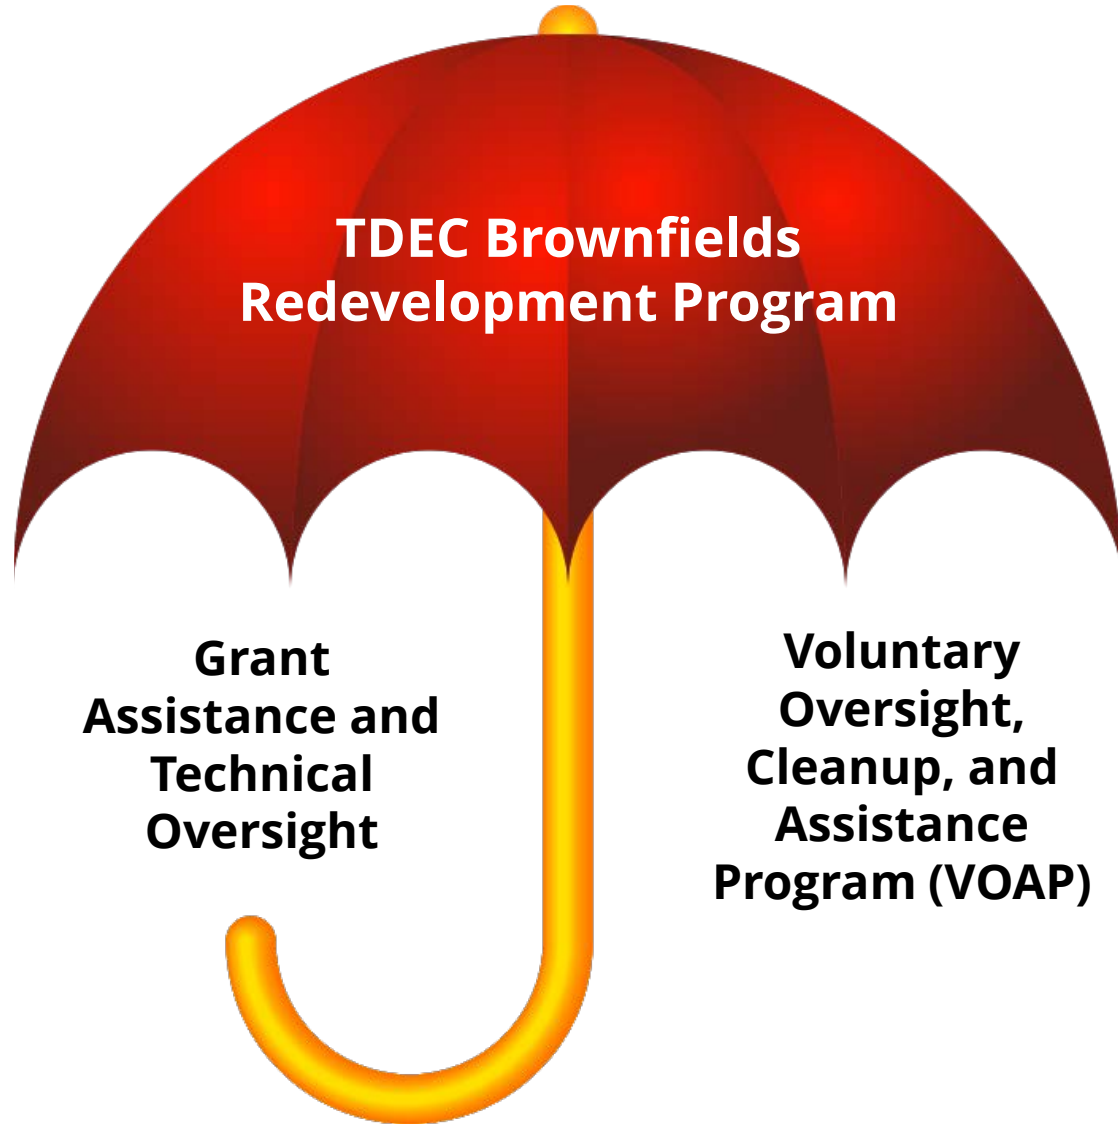 TDEC Brownfields
Redevelopment Program
Grant
Assistance and
Technical
Oversight
Voluntary
Oversight,
Cleanup, and
Assistance
Program (VOAP)